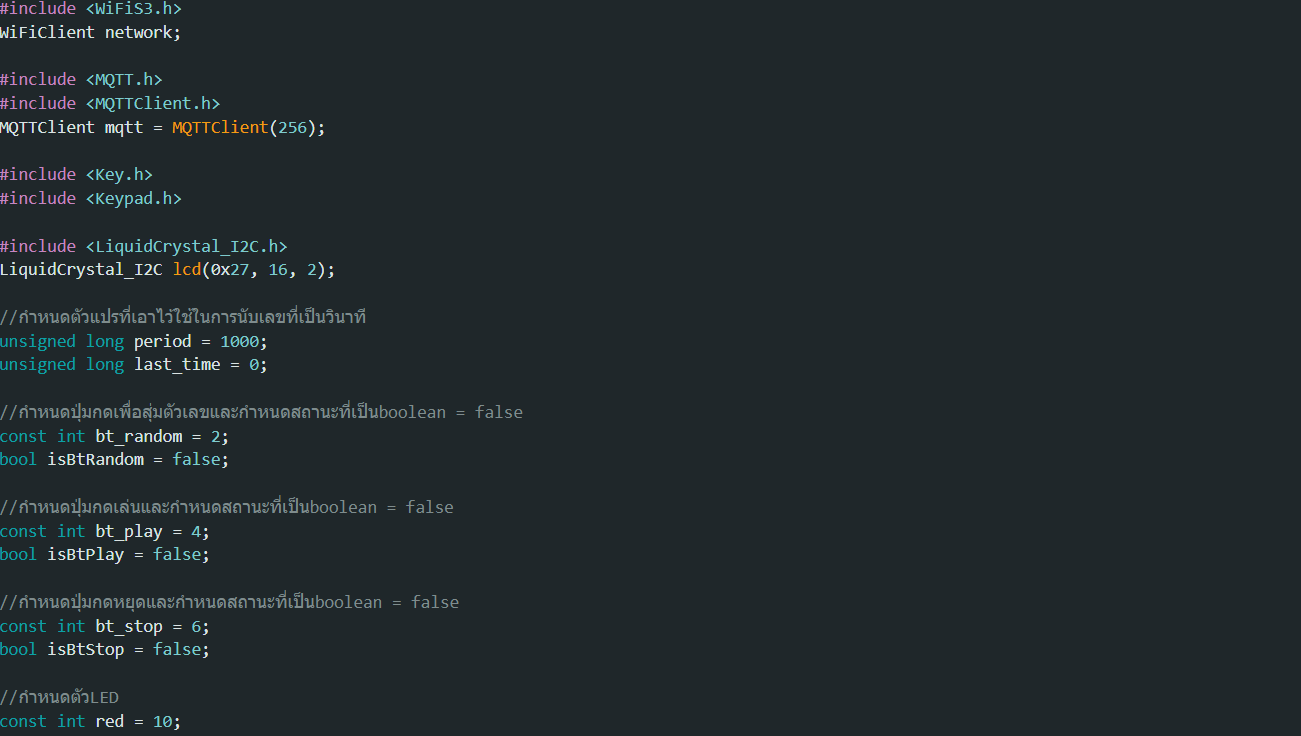 #include <WiFiS3.h>
WiFiClient network;
#include <MQTT.h>
#include <MQTTClient.h>
MQTTClient mqtt = MQTTClient(256);
#include <Key.h>
#include <Keypad.h>
#include <LiquidCrystal_I2C.h>
LiquidCrystal_I2C lcd(0x27, 16, 2);
//กำหนดตัวแปรที่เอาไว้ใช้ในการนับเลขที่เป็นวินาที
unsigned long period = 1000;
unsigned long last_time = 0;
//กำหนดปุ่มกดเพื่อสุ่มตัวเลขและกำหนดสถานะที่เป็นboolean = false
const int bt_random = 2;
bool isBtRandom = false;
//กำหนดปุ่มกดเล่นและกำหนดสถานะที่เป็นboolean = false
const int bt_play = 4;
bool isBtPlay = false;
//กำหนดปุ่มกดหยุดและกำหนดสถานะที่เป็นboolean = false
const int bt_stop = 6;
bool isBtStop = false;
//กำหนดตัวLED
const int red = 10;